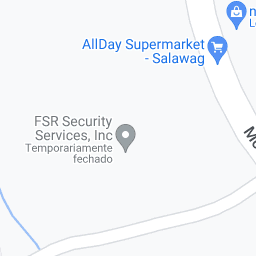 AllDay Supermarket
- Salawag
FSR Security
Services, Inc
Temporariamente
fechado